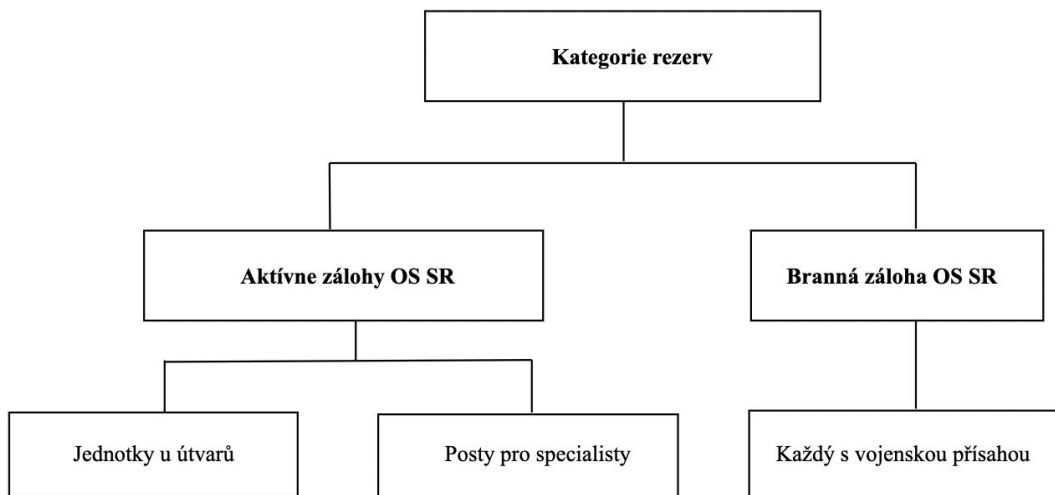 Kategorie rezerv
Aktívne zálohy OS SR
Branná záloha OS SR
Jednotky u útvarů
Posty pro specialisty
Každý s vojenskou přísahou